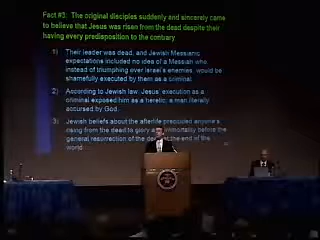 Fact #3: The original disciples suddenly and sincerely came
to believe that Jesus was risen from the dead despite their
having every predisposition to the contrary
1) Their leader was dead, and Jewish Messianic
expectations included no idea of a Messiah who,
instead of triumphing over Israel's enemies, would be
shamefully executed by them as a criminal.
2) According to Jewish law, Jesus' execution as a
criminal exposed him as a heretic, a man literally
accursed by God.
3) Jewish beliefs about the afterlife precluded anyone's
rising from the dead to glory and immortality before the
general resurrection of the dead at the end of the
world